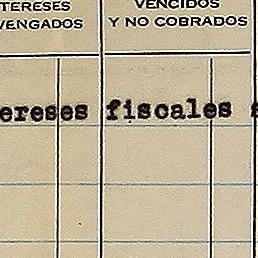 TERESES
VENGADOS
VENCIDOS
Y NO COBRADOS
ereses fiscales